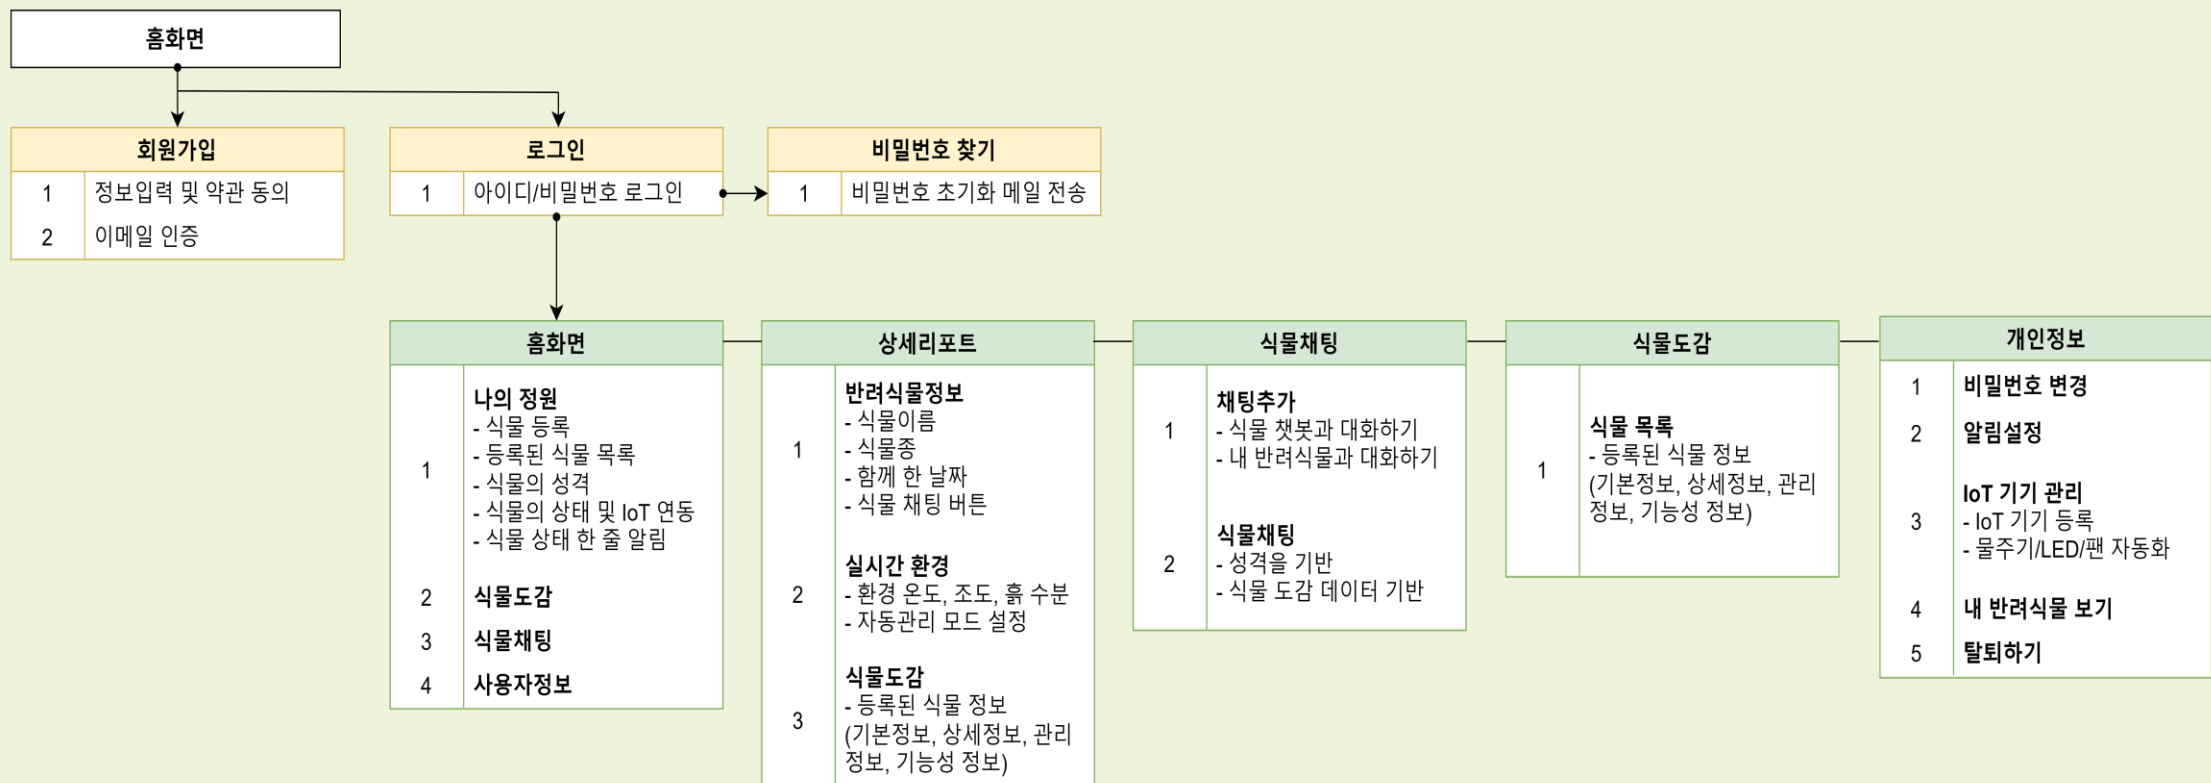 홈화면
회원가입
1 정보입력 및 약관 동의
2 이메일 인증
로그인
1 아이디/비밀번호 로그인
비밀번호 찾기
1 비밀번호 초기화 메일 전송
홈화면
1
나의 정원
- 식물 등록
- 등록된 식물 목록
- 식물의 성격
- 식물의 상태 및 IoT 연동
- 식물 상태 한 줄 알림
2 식물도감
3 식물채팅
4 사용자정보
상세리포트
1
반려식물정보
- 식물이름
- 식물종
- 함께 한 날짜
- 식물 채팅 버튼
2
실시간 환경
- 환경 온도, 조도, 흙 수분
- 자동관리 모드 설정
3
식물도감
- 등록된 식물 정보
(기본정보, 상세정보, 관리
정보, 기능성 정보)
식물채팅
1
채팅추가
- 식물 챗봇과 대화하기
- 내 반려식물과 대화하기
2
식물채팅
- 성격을 기반
- 식물 도감 데이터 기반
식물도감
1
식물 목록
- 등록된 식물 정보
(기본정보, 상세정보, 관리
정보, 기능성 정보)
개인정보
1 비밀번호 변경
2 알림설정
3
IoT 기기 관리
- IoT 기기 등록
- 물주기/LED/팬 자동화
4 내 반려식물 보기
5 탈퇴하기